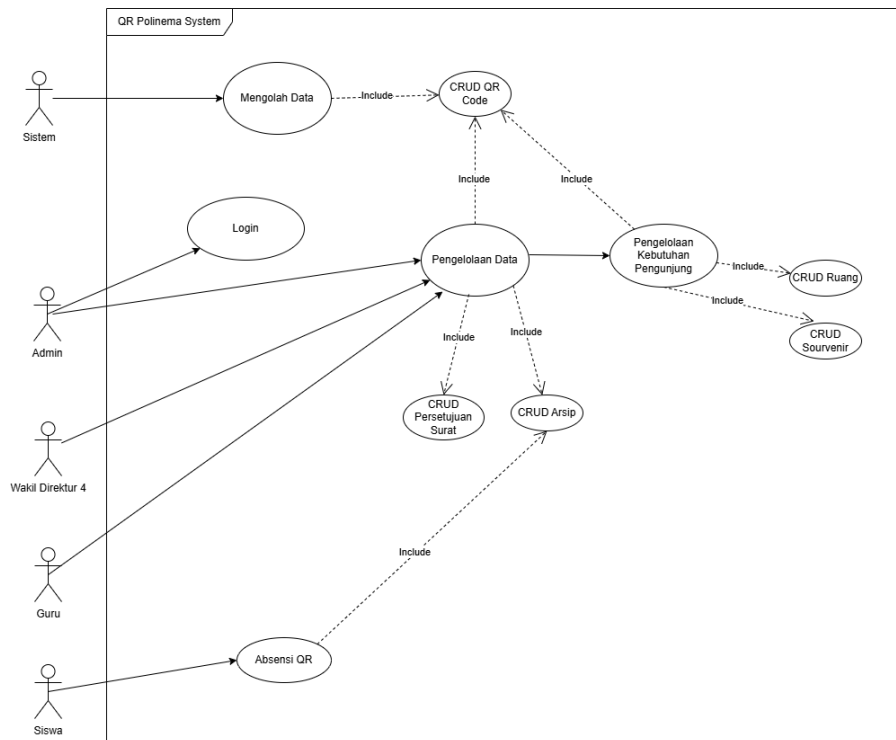 QR Polinema System
Sistem
Mengolah Data
Include
CRUD QR
Code
Include
Include
Login
Admin
Pengelolaan Data
Pengelolaan
Kebutuhan
Pengunjung
Include
CRUD Ruang
Include
CRUD
Sourvenir
Include
Include
CRUD
Persetujuan
Surat
CRUD Arsip
Wakil Direktur 4
Include
Guru
Absensi QR
Siswa